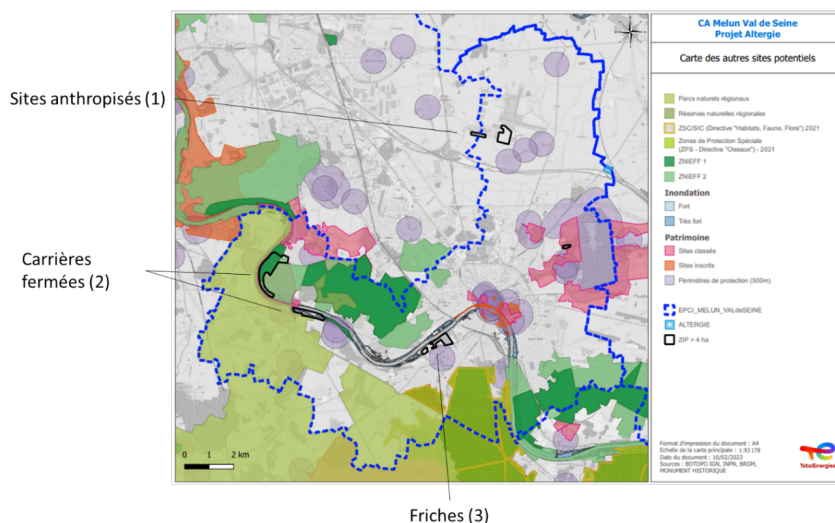 CA Melun Val de Seine
Projet Altergie
Carte des autres sites potentiels
Sites anthropisés (1)
Carrières
fermées (2)
Friches (3)
Parcs naturels régionaux
Réserves naturelles régionales
ZSC/SIC (Directive "Habitats, Faune, Flore") 2021
Zones de Protection Spéciale
(ZPS - Directive "Oiseaux") - 2021
ZNIEFF 1
ZNIEFF 2
Inondation
Fort
Très fort
Patrimoine
Sites classés
Sites inscrits
Périmètres de protection (500m)
EPCI_MELUN_VALdeSEINE
ALTERGIE
ZIP > 4 ha
0 1 2 km
Format d'impression du document : A4
Echelle de la carte principale : 1:93 178
Date du document : 10/02/2023
Sources : BDTOPO IGN, INPN, BRGM,
MONUMENT HISTORIQUE
TotalEnergies